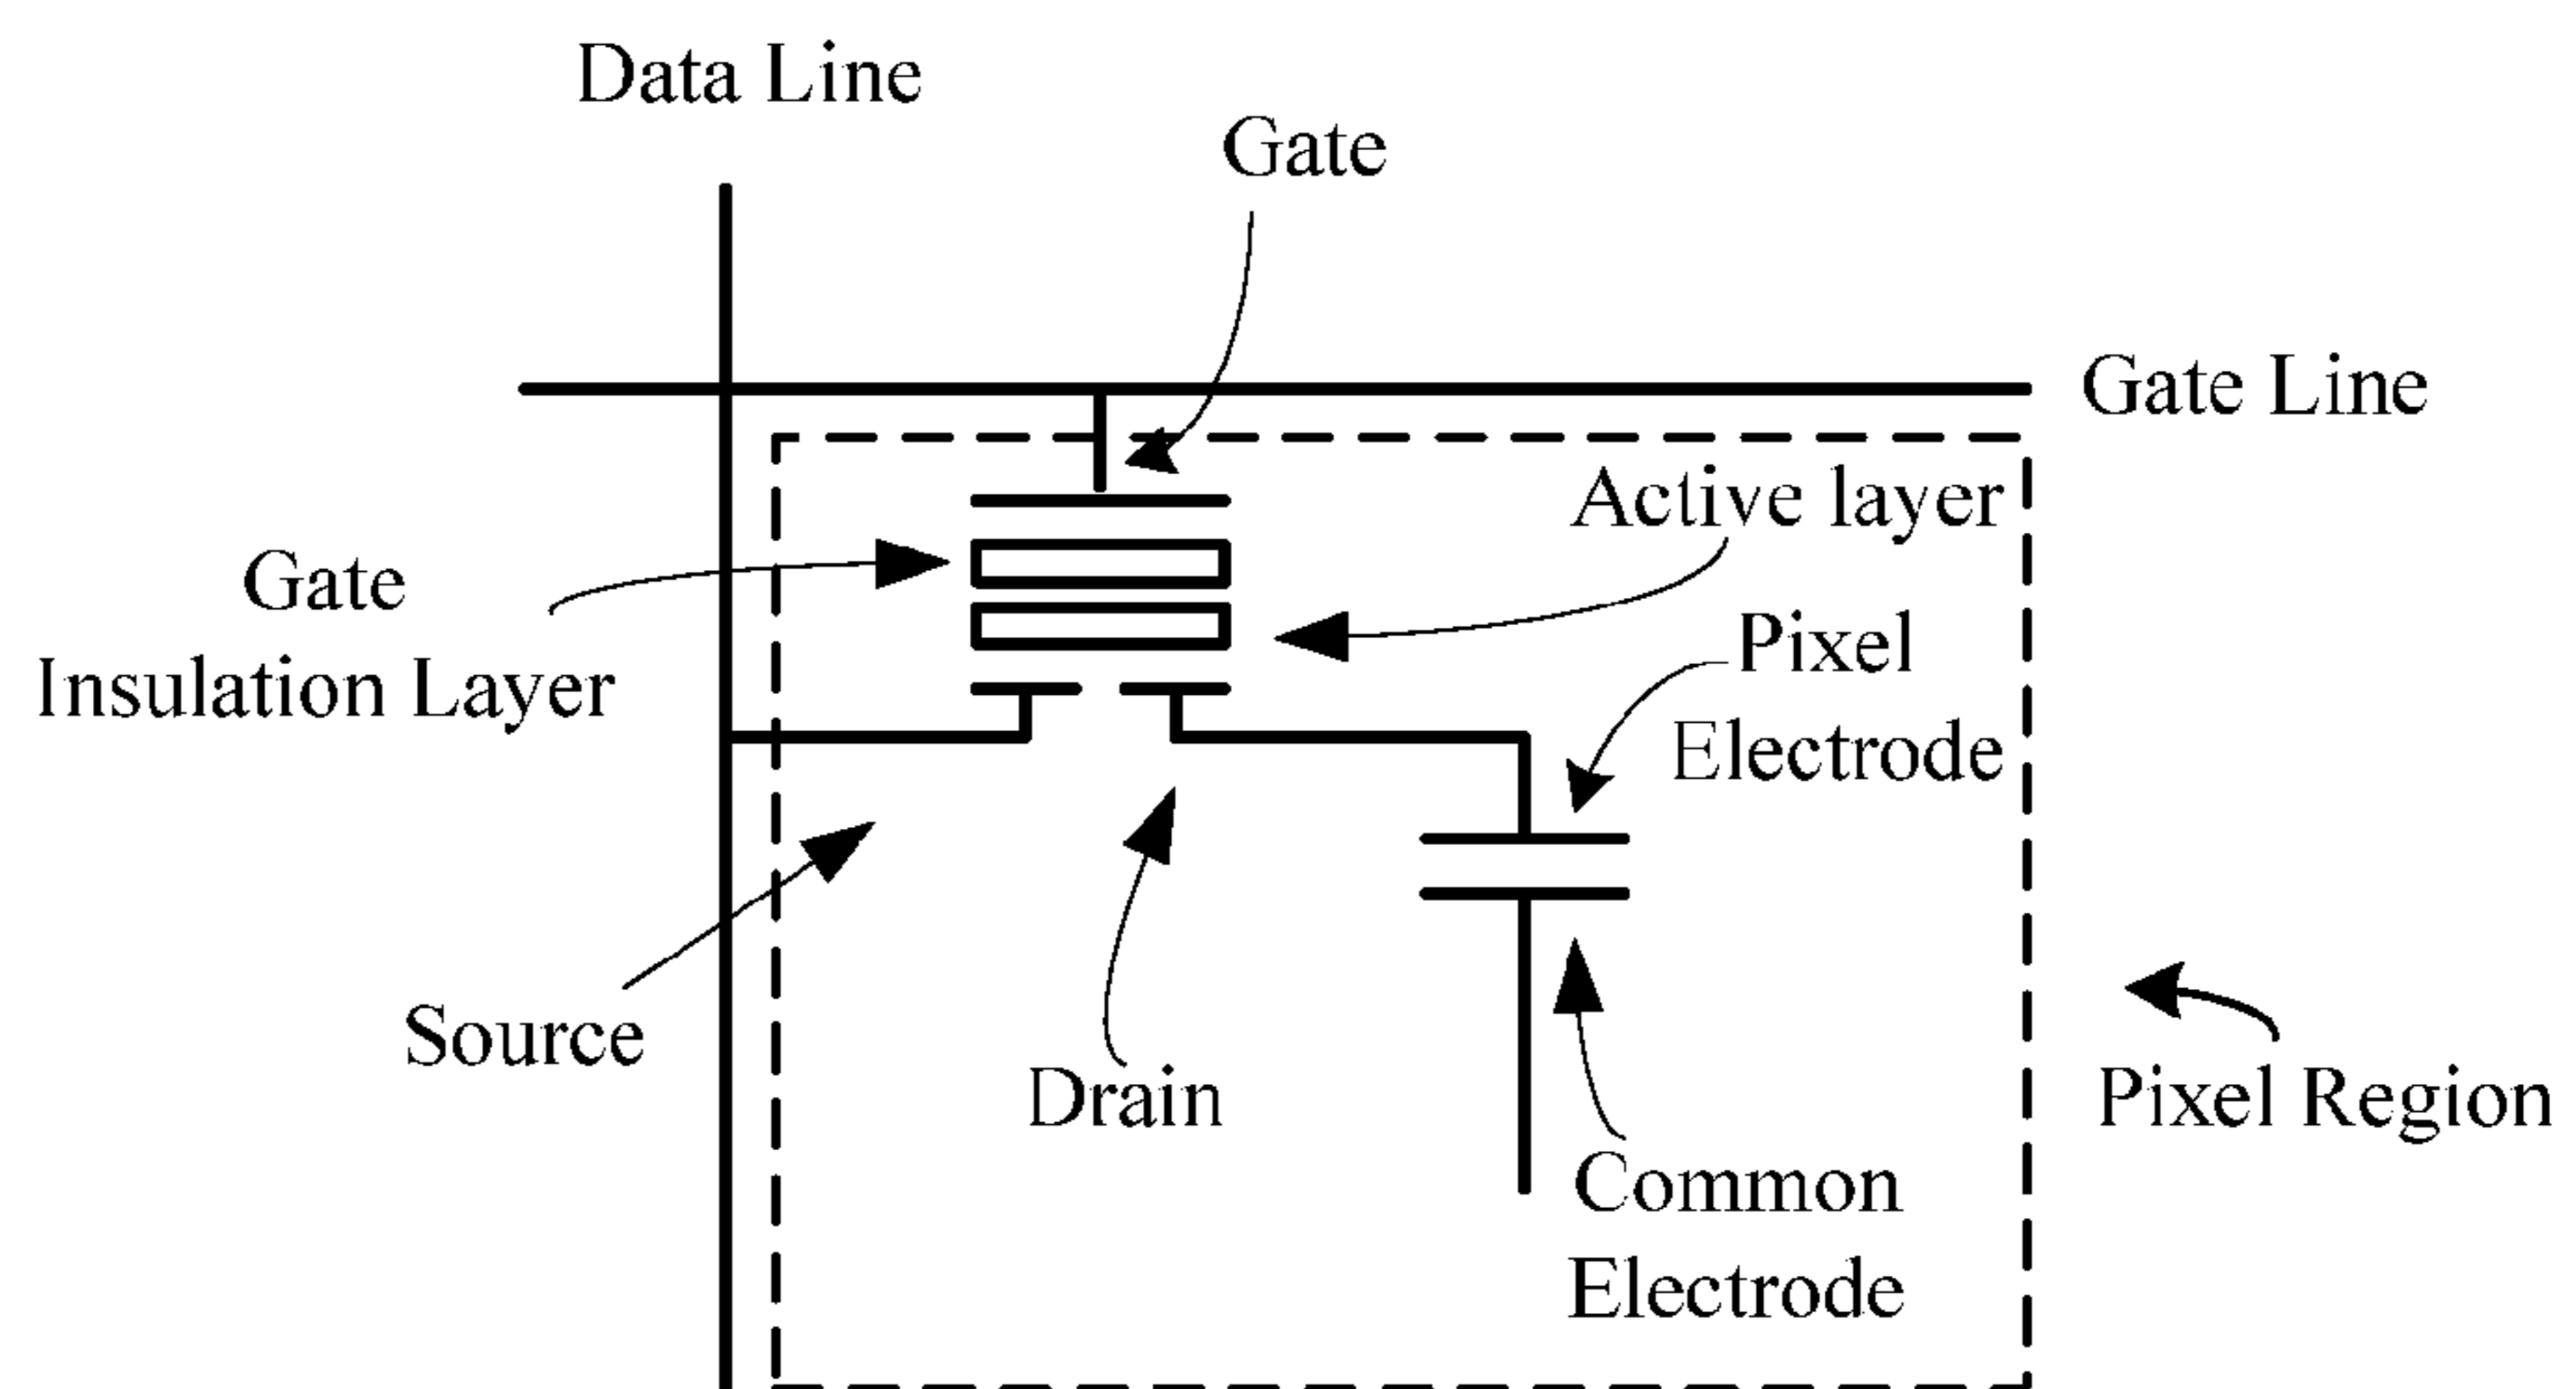 Data Line
Gate
Gate Line
Active layer
Gate
Insulation Layer
Pixel
Electrode
Source
Drain
Pixel Region
Common
Electrode